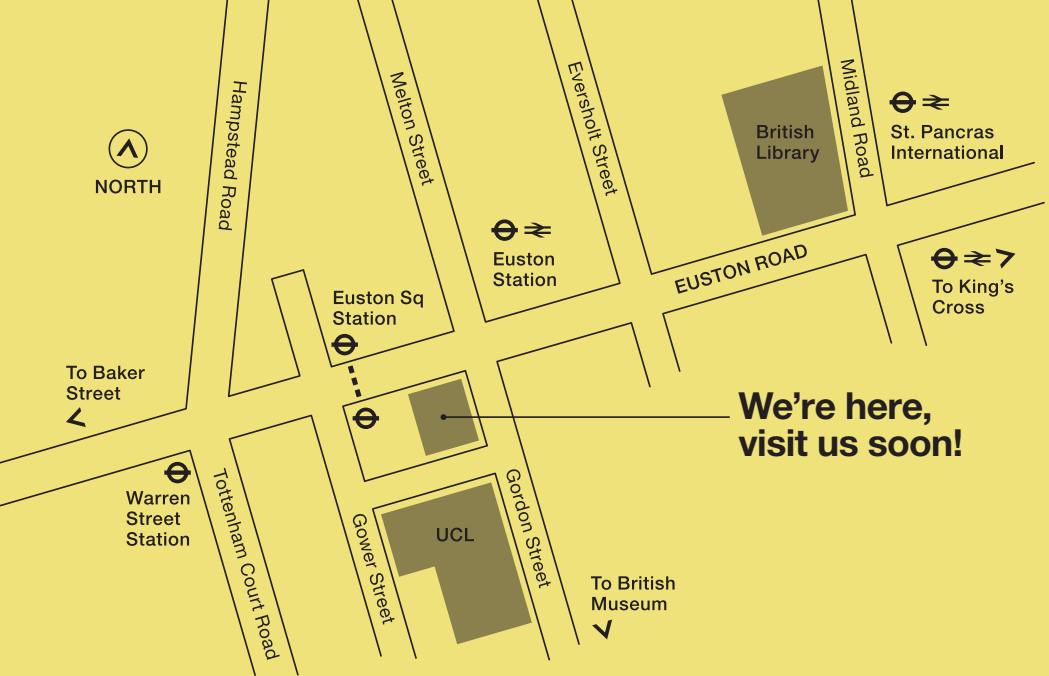 Hampstead Road
Melton Street
Eversholt Street
Midland Road
British
Library
St. Pancras
International
NORTH
Euston
Station
EUSTON ROAD
To King's
Cross
Euston Sq
Station
To Baker
Street
We're here,
visit us soon!
Warren
Street
Station
Tottenham Court Road
Gower Street
UCL
Gordon Street
To British
Museum